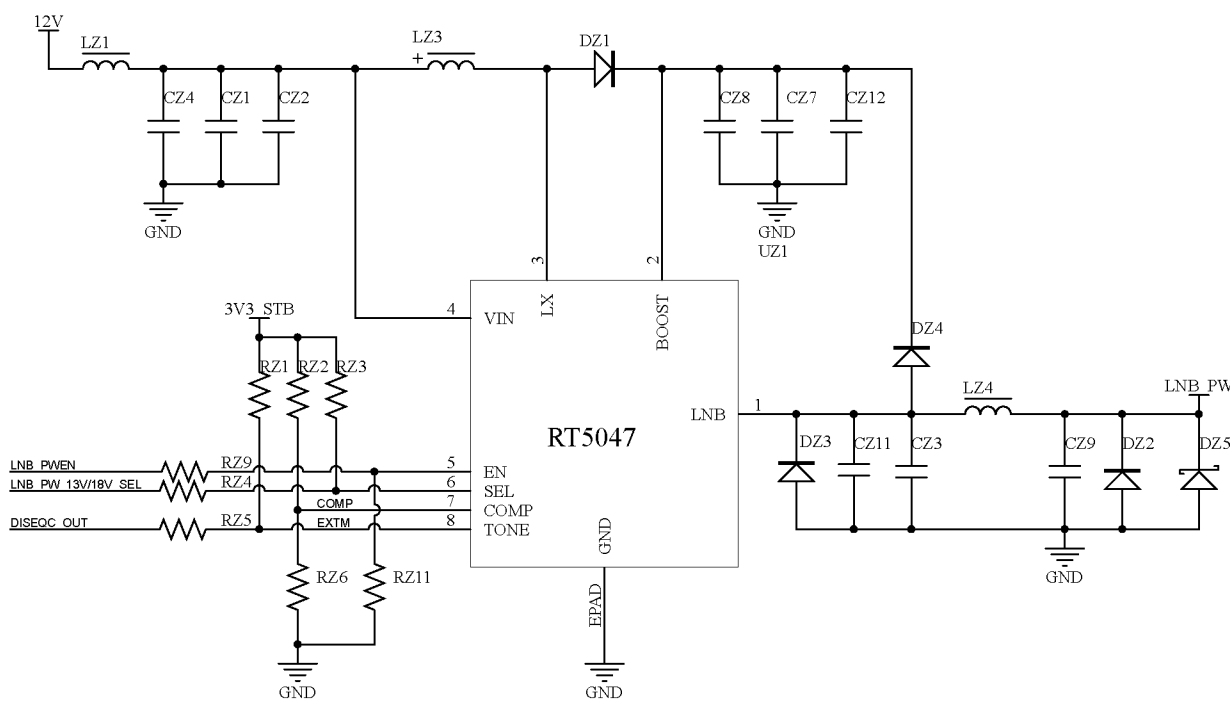 12V
LZ1
LZ3
+
DZ1
CZ4
CZ1
CZ2
CZ8
CZ7
CZ12
GND
GND
UZ1
3
2
LX
BOOST
4
VIN
3V3_STB
RZ1
RZ2
RZ3
DZ4
LZ4
LNB_PW
LNB
1
RT5047
DZ3
CZ11
CZ3
CZ9
DZ2
DZ5
LNB_PWEN
RZ9
5
EN
LNB_PW_13V/18V_SEL
RZ4
6
SEL
COMP
7
COMP
DISEQC_OUT
RZ5
EXTM
8
TONE
GND
RZ6
RZ11
EPAD
GND
GND
GND